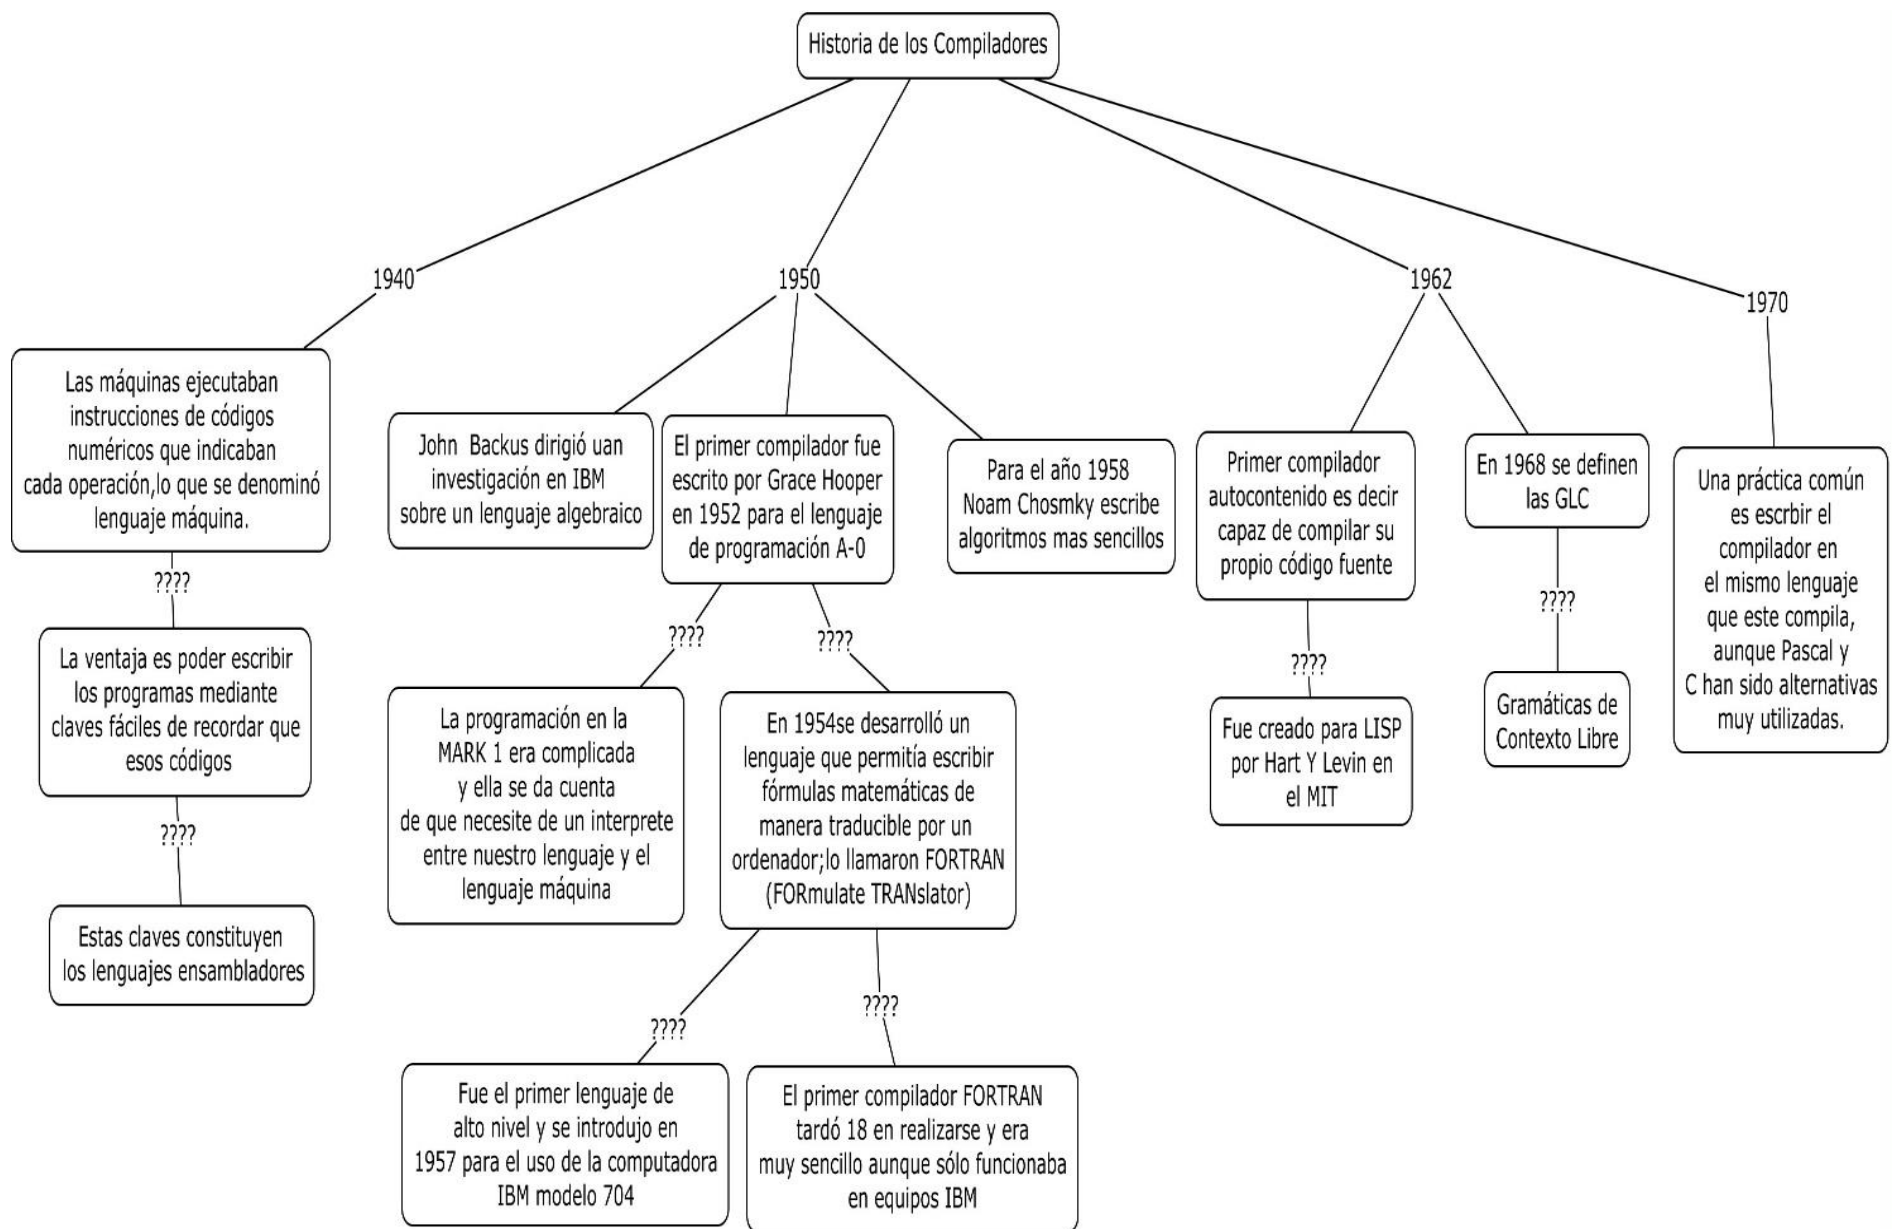 Historia de los Compiladores
1940
Las máquinas ejecutaban
instrucciones de códigos
numéricos que indicaban
cada operación,lo que se denominó
lenguaje máquina.
????
La ventaja es poder escribir
los programas mediante
claves fáciles de recordar que
esos códigos
????
Estas claves constituyen
los lenguajes ensambladores
1950
John Backus dirigió uan
investigación en IBM
sobre un lenguaje algebraico
El primer compilador fue
escrito por Grace Hooper
en 1952 para el lenguaje
de programación A-0
????
La programación en la
MARK 1 era complicada
y ella se da cuenta
de que necesite de un interprete
entre nuestro lenguaje y el
lenguaje máquina
????
En 1954se desarrolló un
lenguaje que permitía escribir
fórmulas matemáticas de
manera traducible por un
ordenador;lo llamaron FORTRAN
(FORmulate TRANslator)
????
Fue el primer lenguaje de
alto nivel y se introdujo en
1957 para el uso de la computadora
IBM modelo 704
????
El primer compilador FORTRAN
tardó 18 en realizarse y era
muy sencillo aunque sólo funcionaba
en equipos IBM
Para el año 1958
Noam Chosmky escribe
algoritmos mas sencillos
1962
Primer compilador
autocontenido es decir
capaz de compilar su
propio código fuente
????
Fue creado para LISP
por Hart Y Levin en
el MIT
En 1968 se definen
las GLC
????
Gramáticas de
Contexto Libre
1970
Una práctica común
es escrbir el
compilador en
el mismo lenguaje
que este compila,
aunque Pascal y
C han sido alternativas
muy utilizadas.